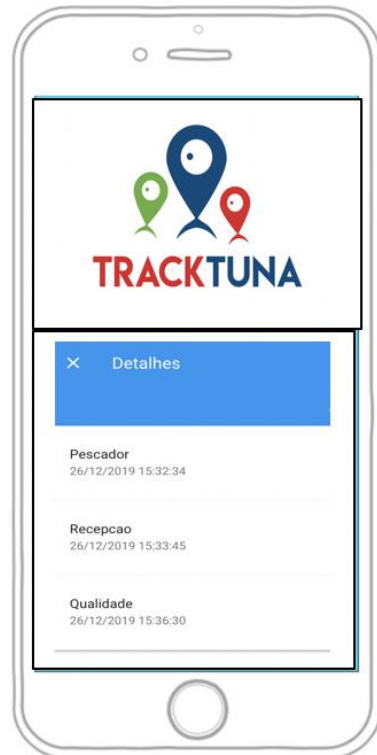 TRACKTUNA
× Detalhes
Pescador
26/12/2019 15:32:34
Recepcao
26/12/2019 15:33:45
Qualidade
26/12/2019 15:36:30